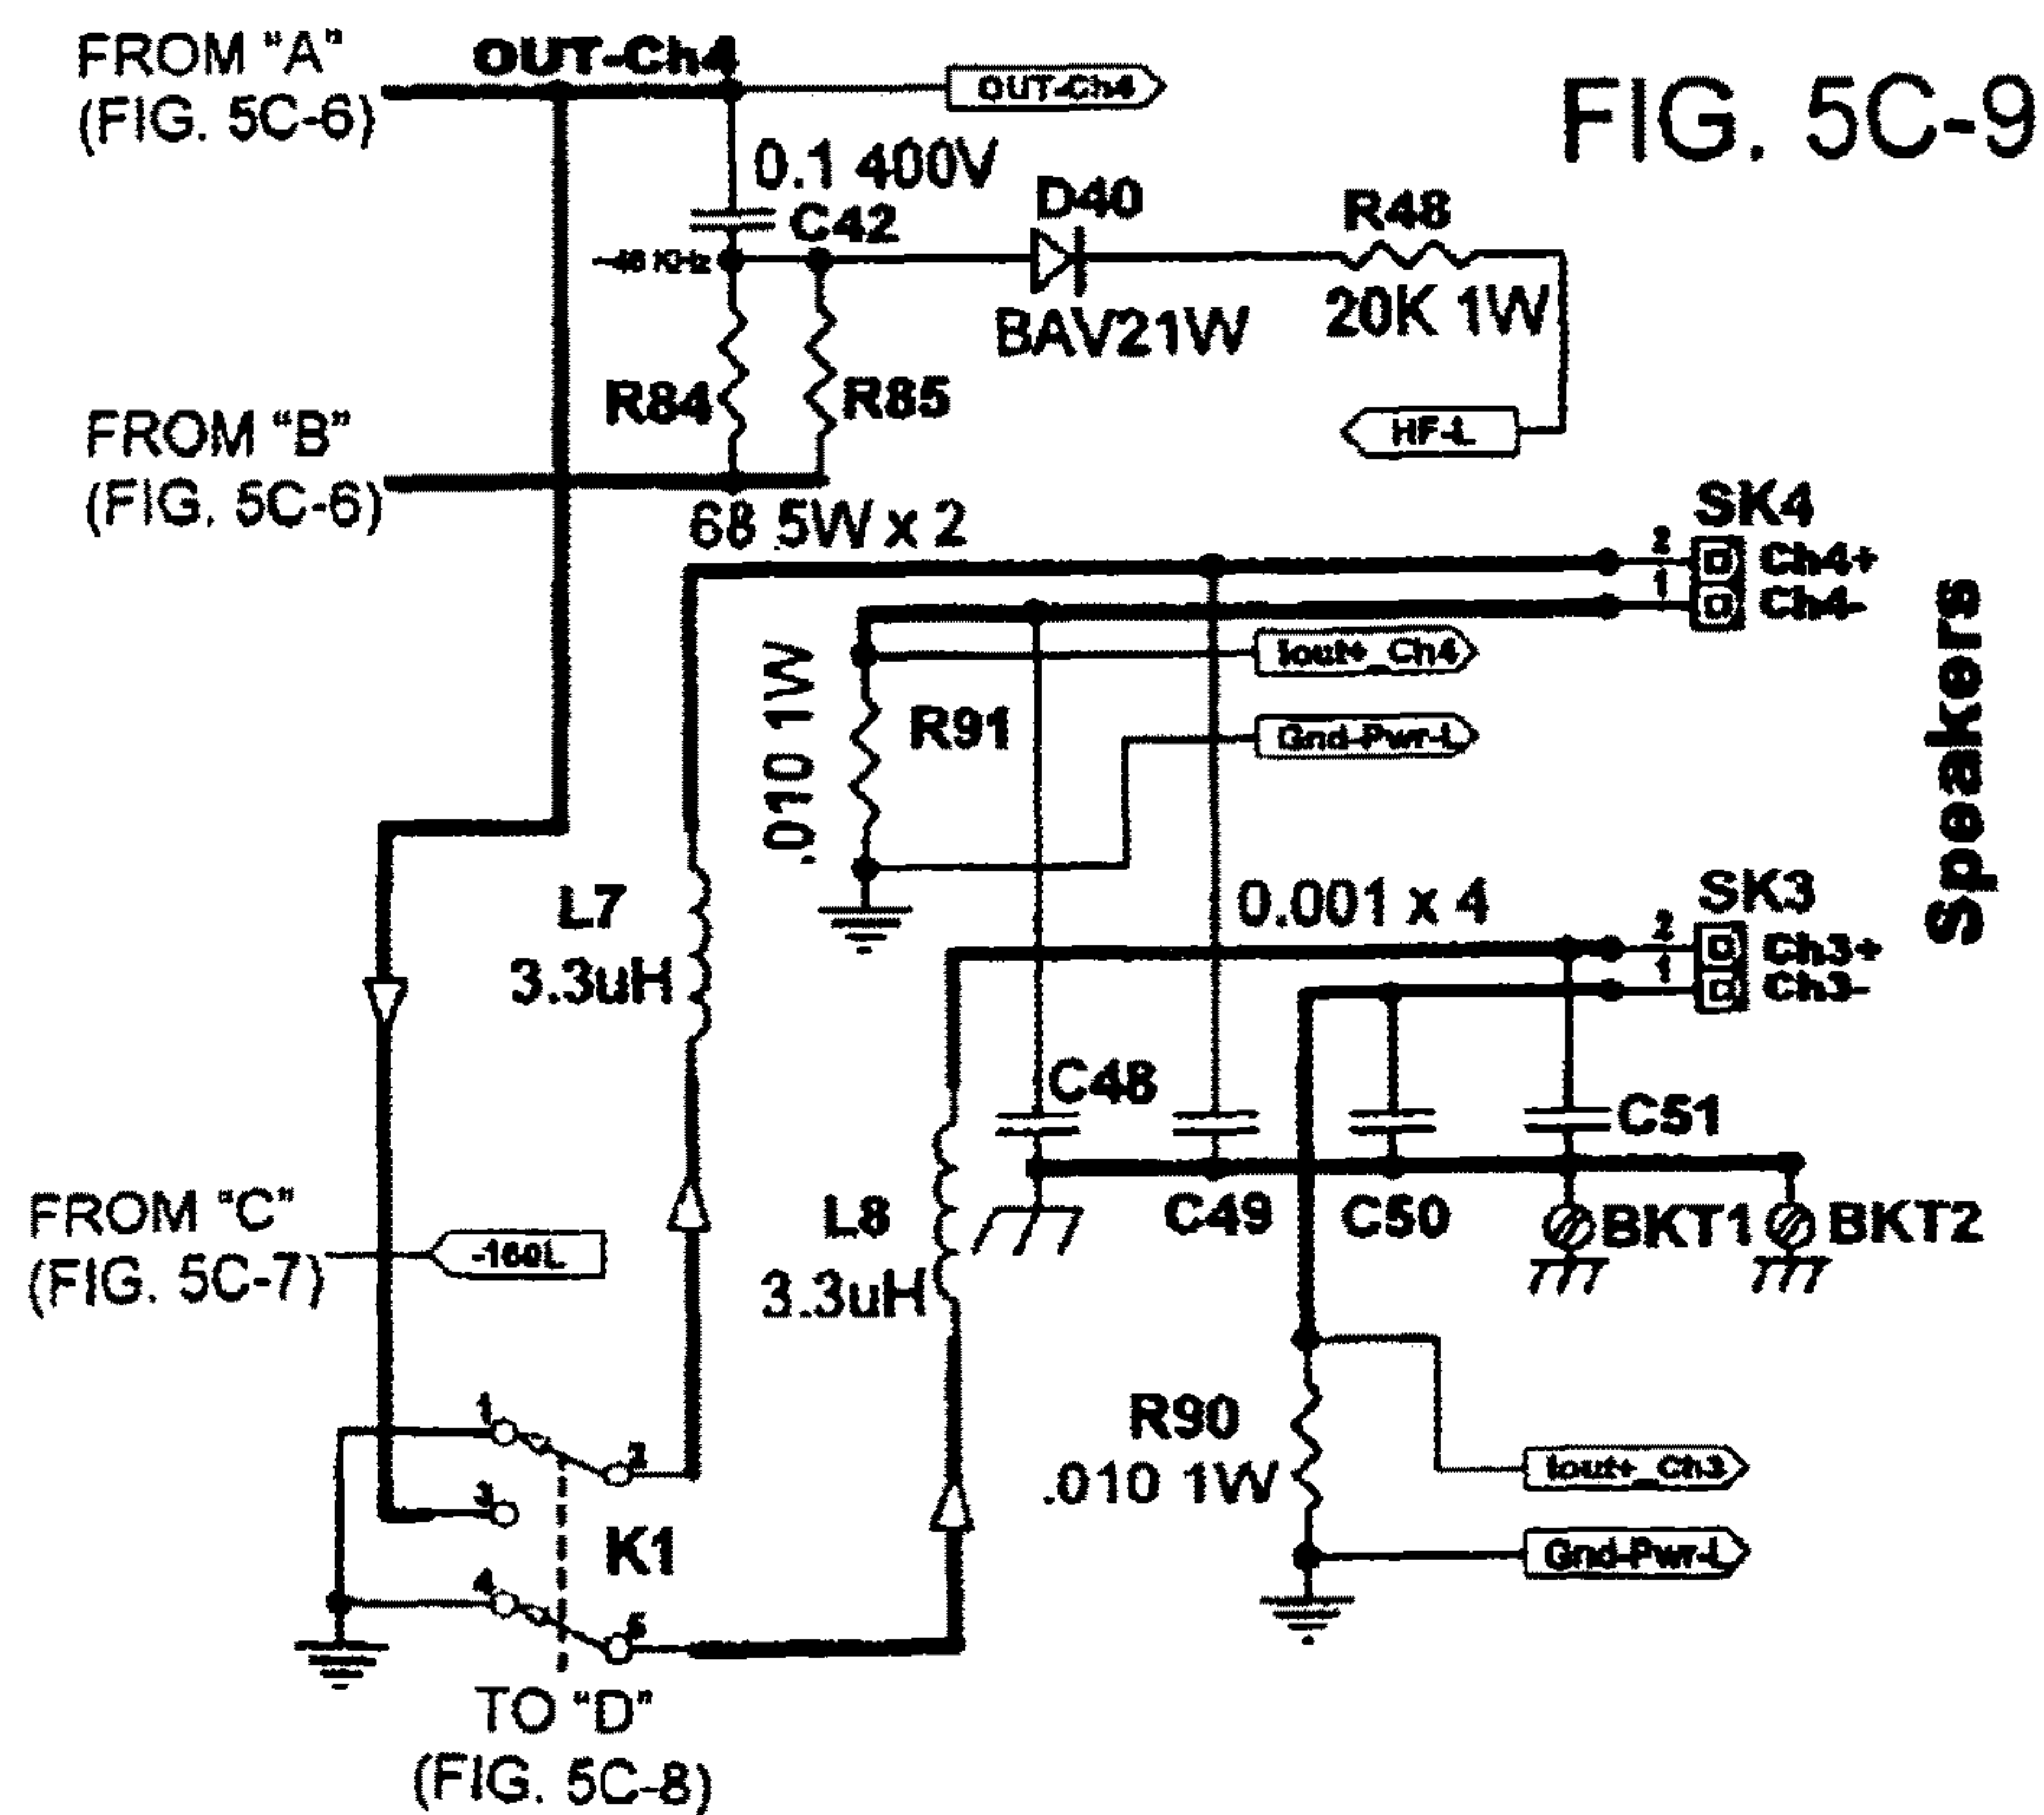 FROM "A"
(FIG. 5C-6)
OUT-Ch4
OUT-Ch4
FIG. 5C-9
0.1 400V
C42
D40
BAV21W
R48
20K 1W
HF-L
R84
R85
FROM "B"
(FIG. 5C-6)
68 5W x 2
SK4
2
1
Ch4+
Ch4-
Iout+_Ch4
Gnd-Pwr-L
.010 1W
R91
Speakers
L7
3.3uH
0.001 x 4
SK3
2
1
Ch3+
Ch3-
C48
C51
C49
C50
BKT1
BKT2
L8
3.3uH
FROM "C"
(FIG. 5C-7)
-160L
1
2
3
K1
4
5
R90
.010 1W
Iout+_Ch3
Gnd-Pwr-L
TO "D"
(FIG. 5C-8)